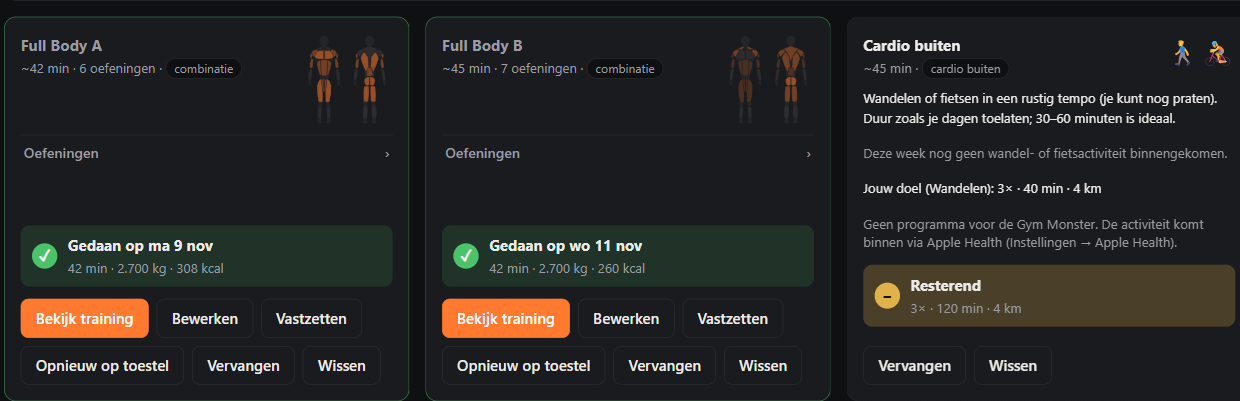 Full Body A
~42 min · 6 oefeningen · combinatie
Oefeningen ›
Gedaan op ma 9 nov
42 min · 2.700 kg · 308 kcal
Bekijk training
Bewerken
Vastzetten
Opnieuw op toestel
Vervangen
Wissen
Full Body B
~45 min · 7 oefeningen · combinatie
Oefeningen ›
Gedaan op wo 11 nov
42 min · 2.700 kg · 260 kcal
Bekijk training
Bewerken
Vastzetten
Opnieuw op toestel
Vervangen
Wissen
Cardio buiten
~45 min · cardio buiten
Wandelen of fietsen in een rustig tempo (je kunt nog praten).
Duur zoals je dagen toelaten; 30–60 minuten is ideaal.
Deze week nog geen wandel- of fietsactiviteit binnengekomen.
Jouw doel (Wandelen): 3× · 40 min · 4 km
Geen programma voor de Gym Monster. De activiteit komt
binnen via Apple Health (Instellingen → Apple Health).
Resterend
3× · 120 min · 4 km
Vervangen
Wissen